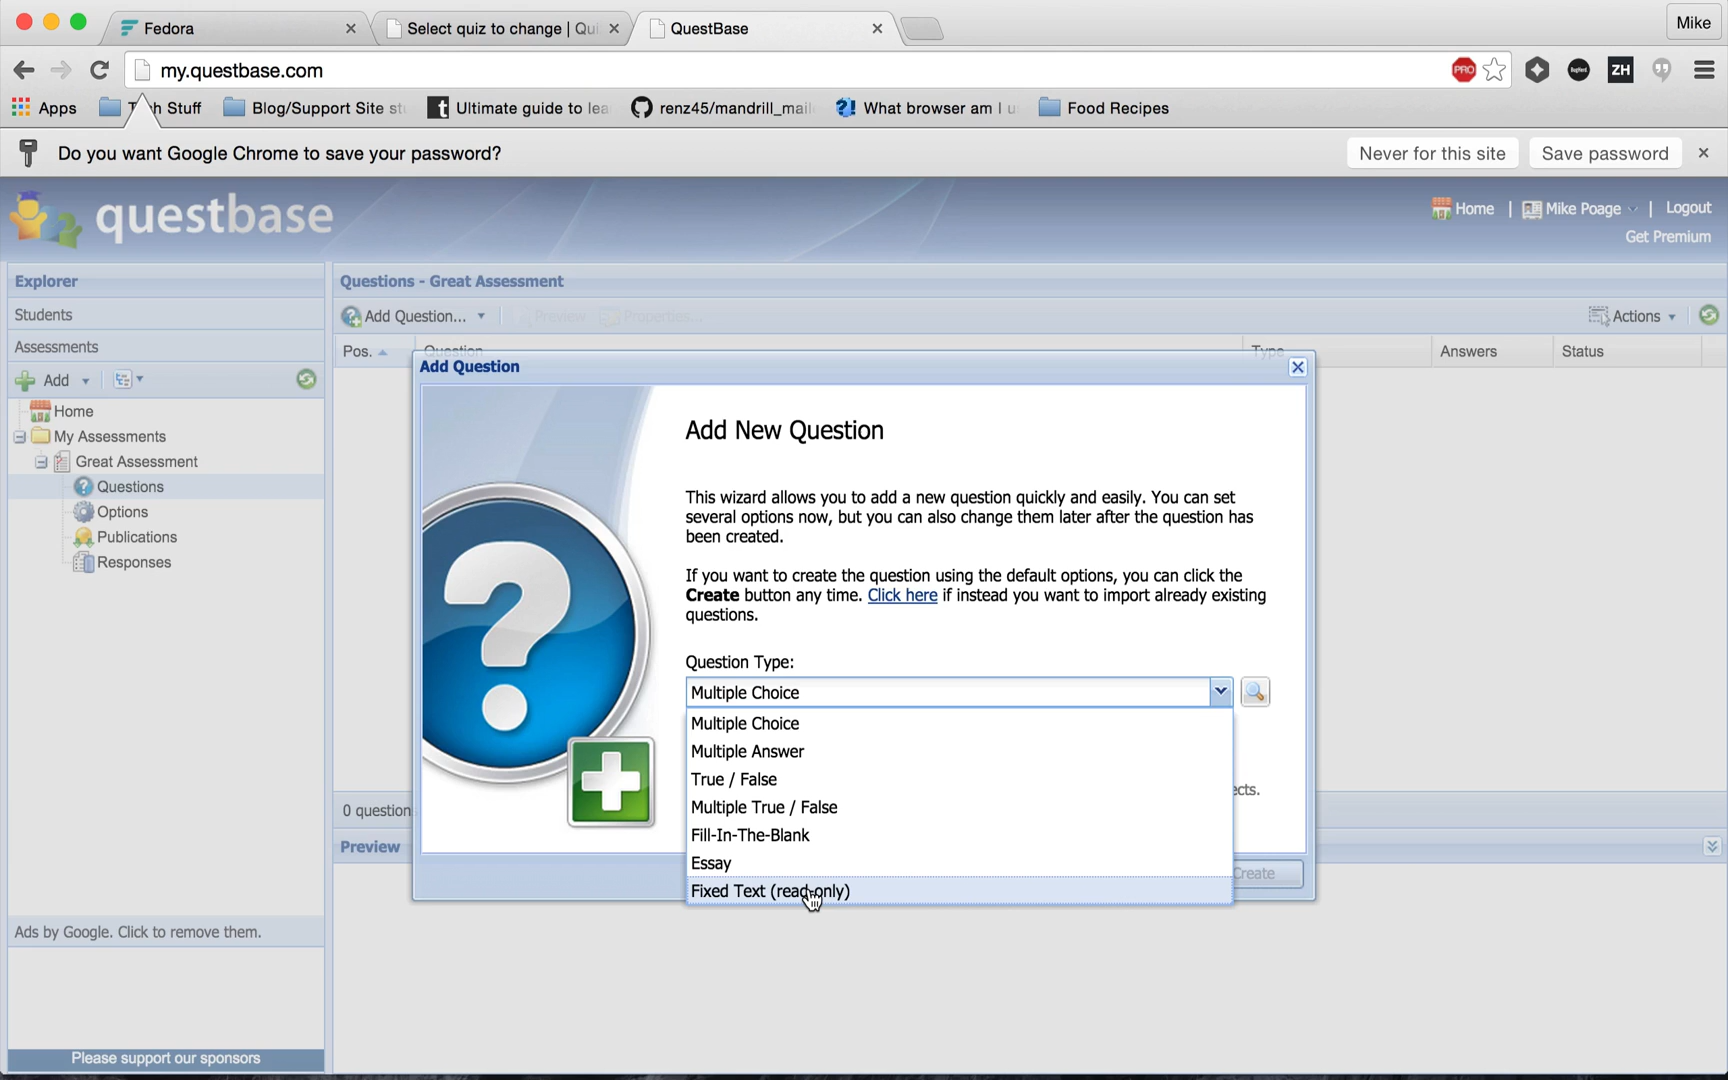 Fedora
Select quiz to change | Qui
QuestBase
Mike
my.questbase.com
PRO
ZH
Apps
Stuff
Blog/Support Site st
t
Ultimate guide to lea
renz45/mandrill_mail
What browser am I u
Food Recipes
Do you want Google Chrome to save your password?
Never for this site
Save password
questbase
Home | Mike Poage | Logout
Get Premium
Explorer
Students
Assessments
Add
Home
My Assessments
Great Assessment
Questions
Options
Publications
Responses
Ads by Google. Click to remove them.
Please support our sponsors
Questions - Great Assessment
Add Question...
Preview
Properties...
Actions
Pos.
Question
Type
Answers
Status
Add Question
Add New Question
This wizard allows you to add a new question quickly and easily. You can set
several options now, but you can also change them later after the question has
been created.
If you want to create the question using the default options, you can click the
Create button any time. Click here if instead you want to import already existing
questions.
Question Type:
Multiple Choice
Multiple Choice
Multiple Answer
True / False
Multiple True / False
Fill-In-The-Blank
Essay
Fixed Text (read-only)
ects.
Create
0 question
Preview